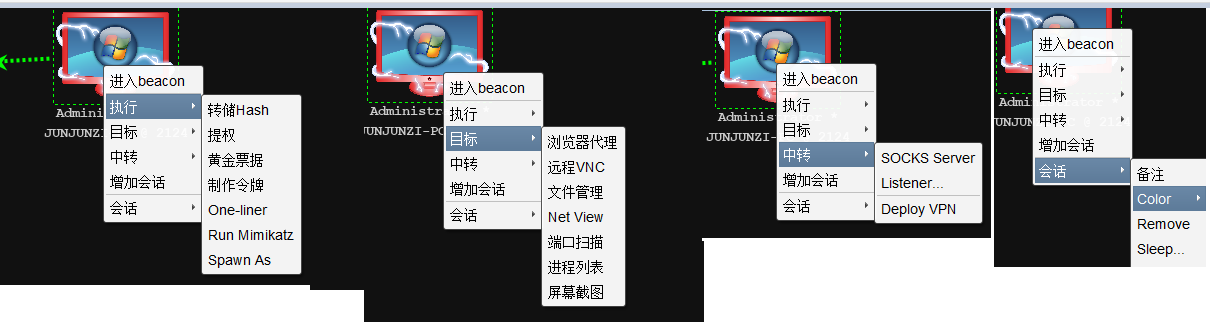 进入beacon
执行
目标
中转
增加会话
会话
转储Hash
提权
黄金票据
制作令牌
One-liner
Run Mimikatz
Spawn As
Admini
JUNJUNZI
2124
进入beacon
执行
目标
中转
增加会话
会话
浏览器代理
远程VNC
文件管理
Net View
端口扫描
进程列表
屏幕截图
Administrator *
JUNJUNZI-PC
进入beacon
执行
目标
中转
增加会话
会话
SOCKS Server
Listener...
Deploy VPN
Administrator *
JUNJUNZI-
2124
进入beacon
执行
目标
中转
增加会话
会话
备注
Color
Remove
Sleep...
Administrator *
2124